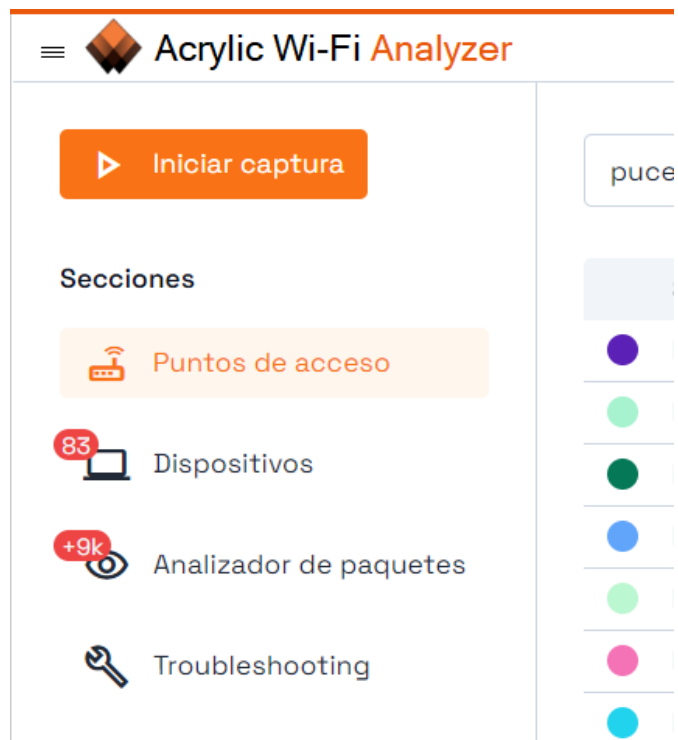 Acrylic Wi-Fi Analyzer
Iniciar captura
puce
Secciones
Puntos de acceso
83
Dispositivos
+9k
Analizador de paquetes
Troubleshooting